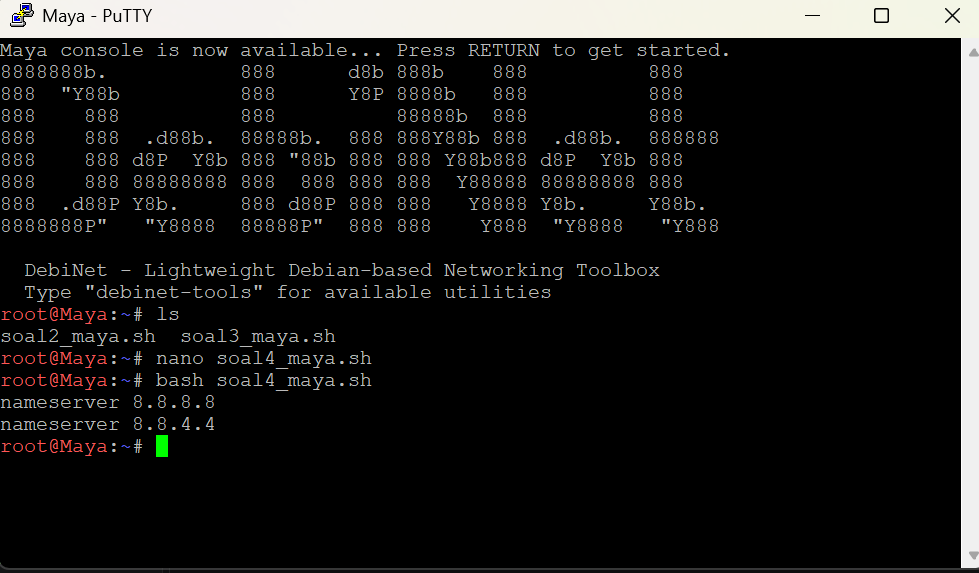 Maya - PuTTY
Maya console is now available... Press RETURN to get started.
8888888b.            888      d8b 888b    888          888
888  "Y88b           888      Y8P 8888b   888          888
888    888           888          88888b  888          888
888    888  .d88b.  88888b.  888 888Y88b 888  .d88b.  888888
888    888 d8P  Y8b 888 "88b 888 888 Y88b888 d8P  Y8b 888
888    888 88888888 888  888 888 888  Y88888 88888888 888
888  .d88P Y8b.     888 d88P 888 888   Y8888 Y8b.     Y88b.
8888888P"   "Y8888  88888P"  888 888    Y888  "Y8888   "Y888
DebiNet - Lightweight Debian-based Networking Toolbox
Type "debinet-tools" for available utilities
root@Maya:~# ls
soal2_maya.sh  soal3_maya.sh
root@Maya:~# nano soal4_maya.sh
root@Maya:~# bash soal4_maya.sh
nameserver 8.8.8.8
nameserver 8.8.4.4
root@Maya:~#